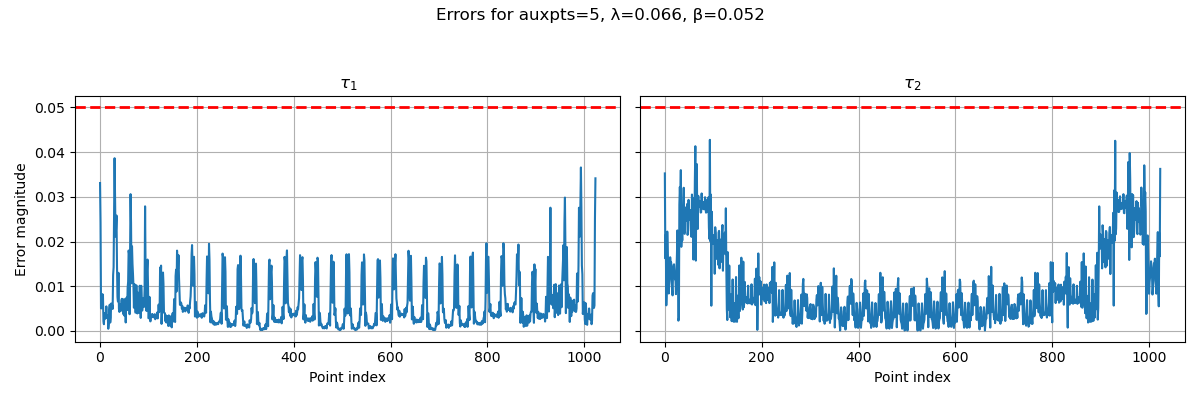 Errors for auxpts=5, λ=0.066, β=0.052
τ1
τ2
Error magnitude
0.05
0.04
0.03
0.02
0.01
0.00
0 200 400 600 800 1000
0 200 400 600 800 1000
Point index
Point index